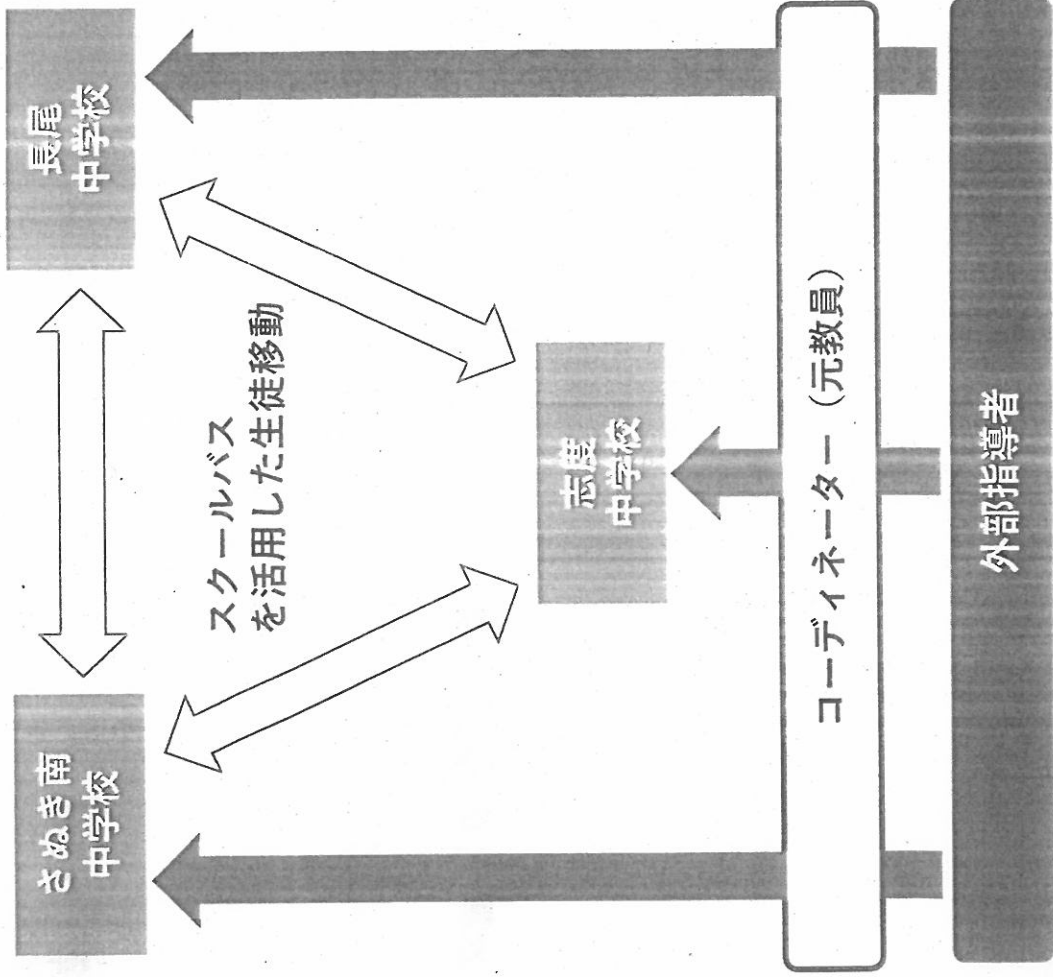 さぬき南
中学校
長尾
中学校
スクールバス
を活用した生徒移動
志度
中学校
コーディネーター（元教員）
外部指導者